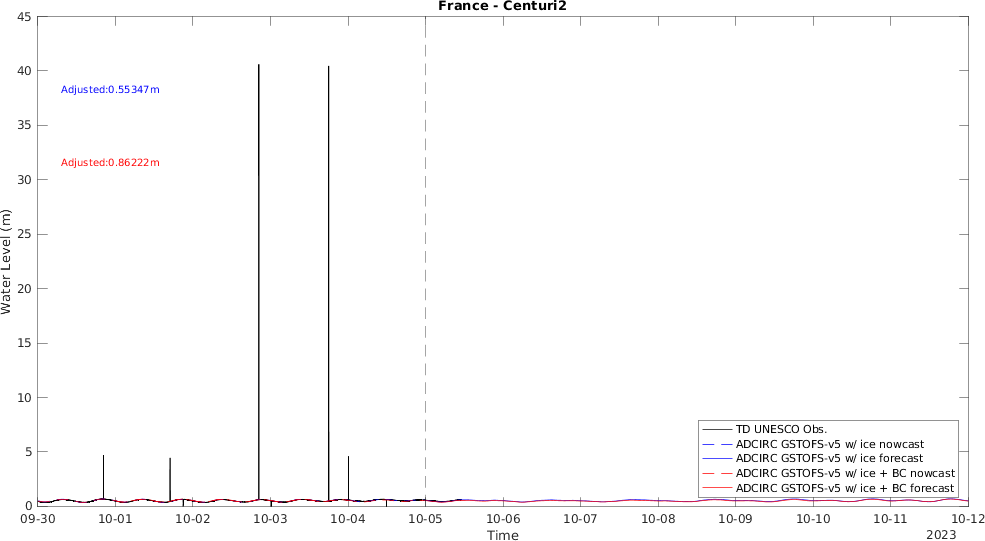 France - Centuri2
45
40
35
30
25
20
15
10
5
0
Water Level (m)
Adjusted:0.55347m
Adjusted:0.86222m
TD UNESCO Obs.
ADCIRC GSTOFS-v5 w/ ice nowcast
ADCIRC GSTOFS-v5 w/ ice forecast
ADCIRC GSTOFS-v5 w/ ice + BC nowcast
ADCIRC GSTOFS-v5 w/ ice + BC forecast
09-30 10-01 10-02 10-03 10-04 10-05 10-06 10-07 10-08 10-09 10-10 10-11 10-12
Time
2023